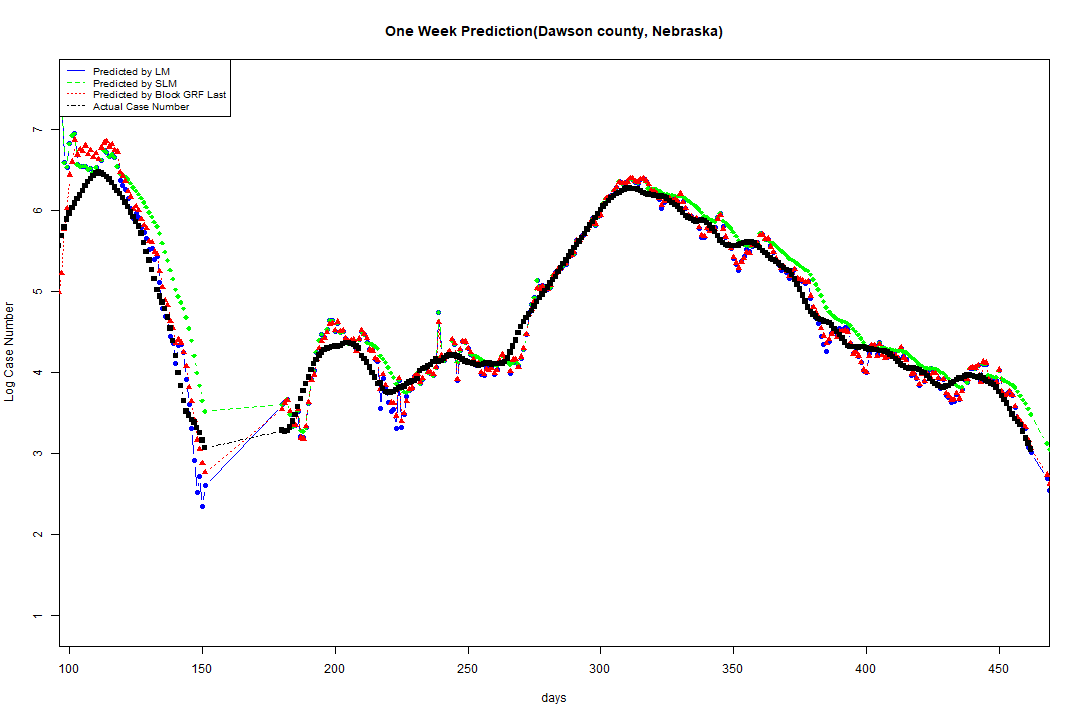 One Week Prediction(Dawson county, Nebraska)
Predicted by LM
Predicted by SLM
Predicted by Block GRF Last
Actual Case Number
7
6
5
4
3
2
1
Log Case Number
100 150 200 250 300 350 400 450
days